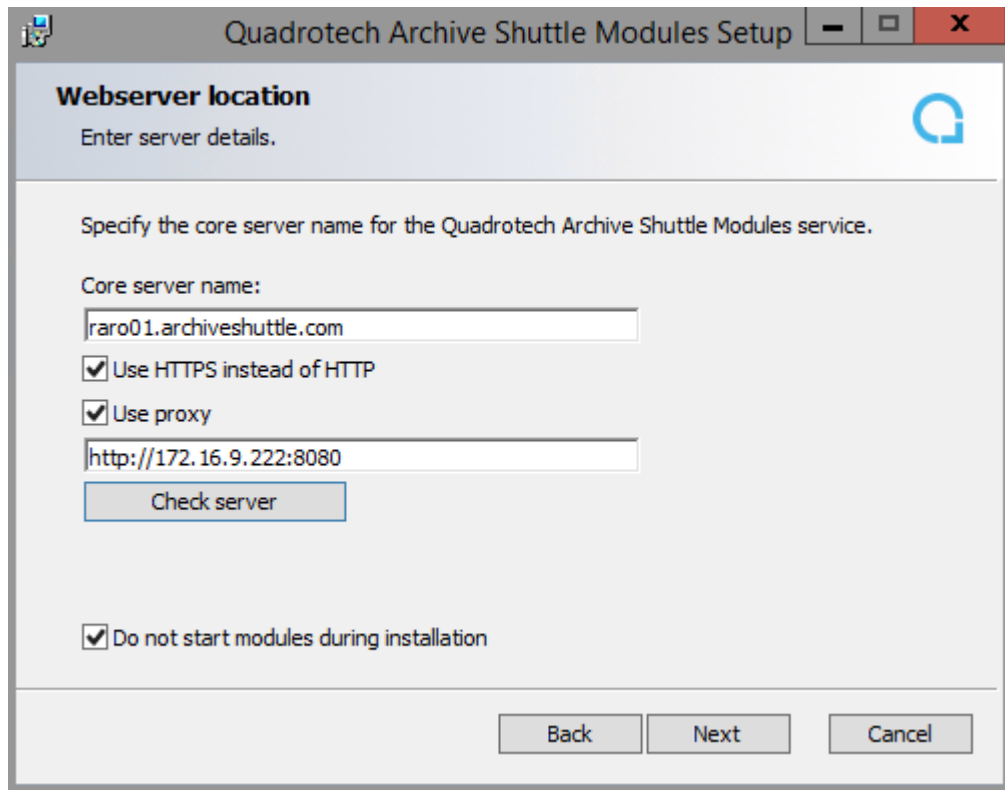 Quadrotech Archive Shuttle Modules Setup
Webserver location
Enter server details.
Specify the core server name for the Quadrotech Archive Shuttle Modules service.
Core server name:
raro01.archiveshuttle.com
Use HTTPS instead of HTTP
Use proxy
http://172.16.9.222:8080
Check server
Do not start modules during installation
Back Next Cancel